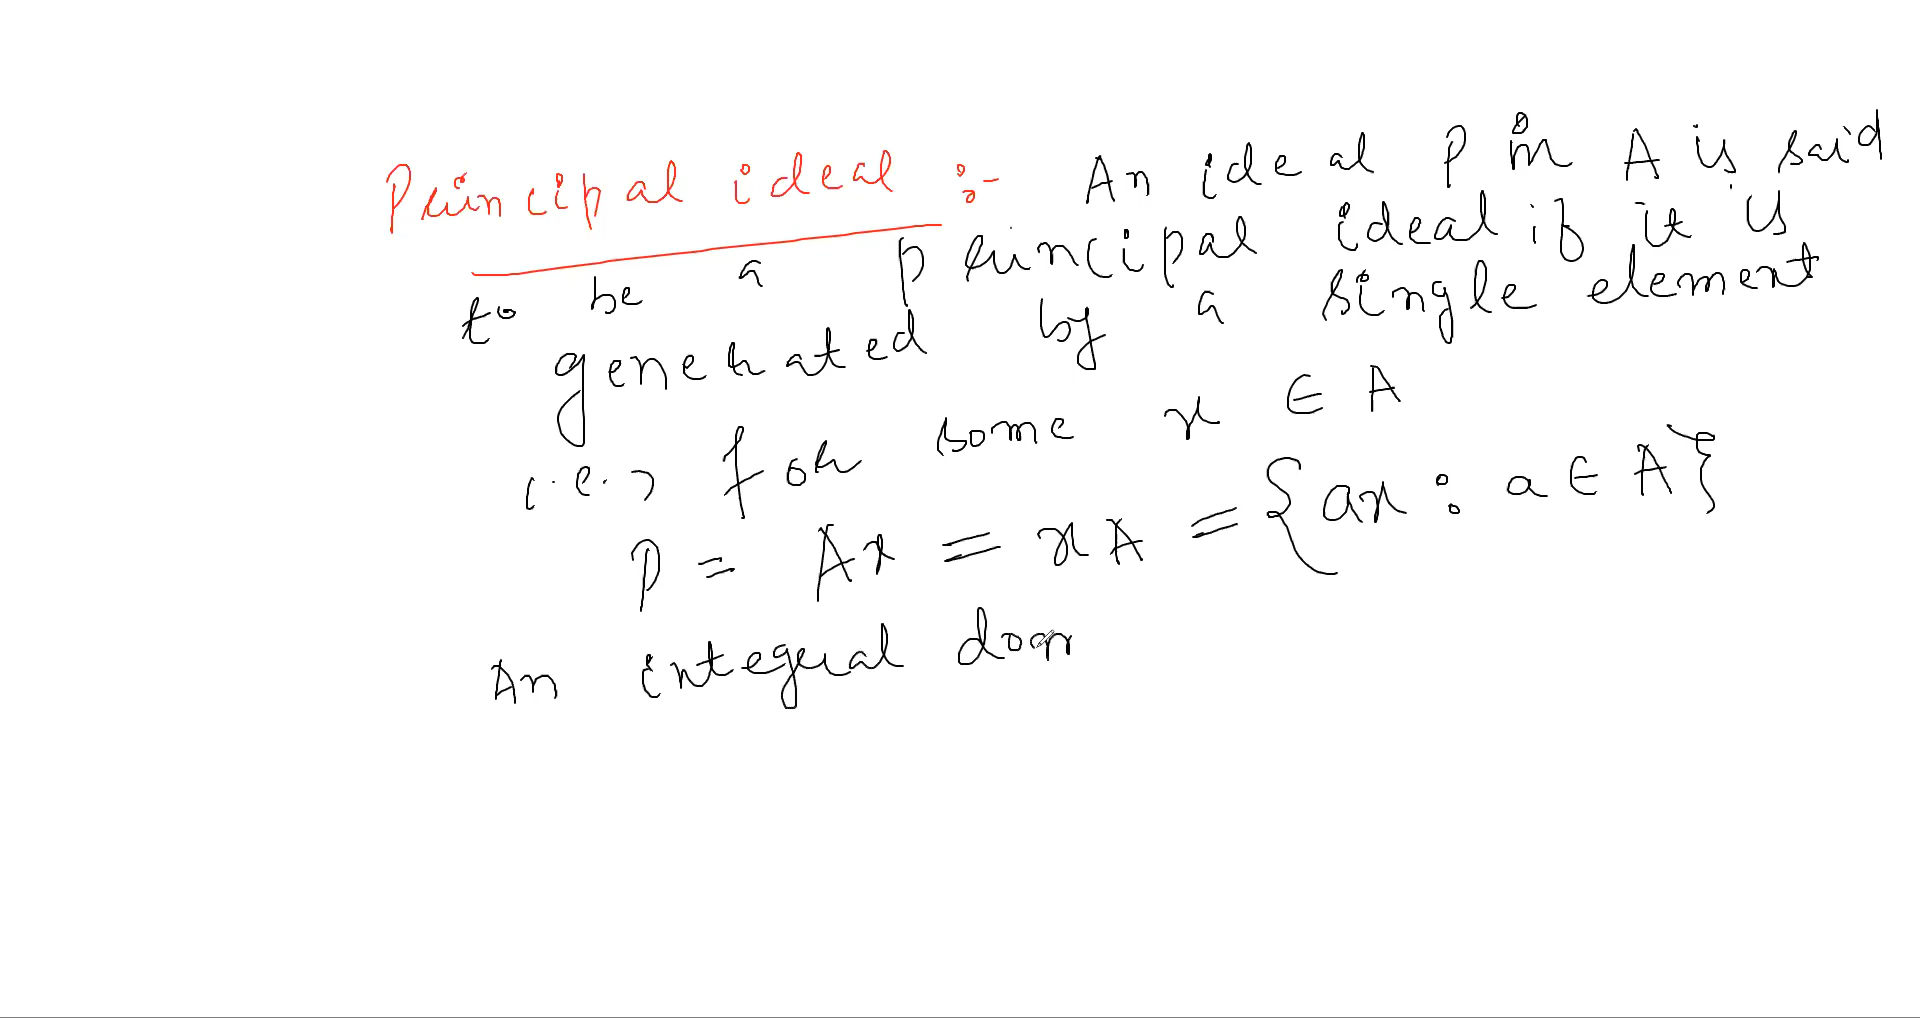 Principal ideal :- An ideal P in A is said
to be a principal ideal if it is
generated by a single element
i.e., for some x ∈ A
P = Ax = xA = {ax : a ∈ A}
An integral dom